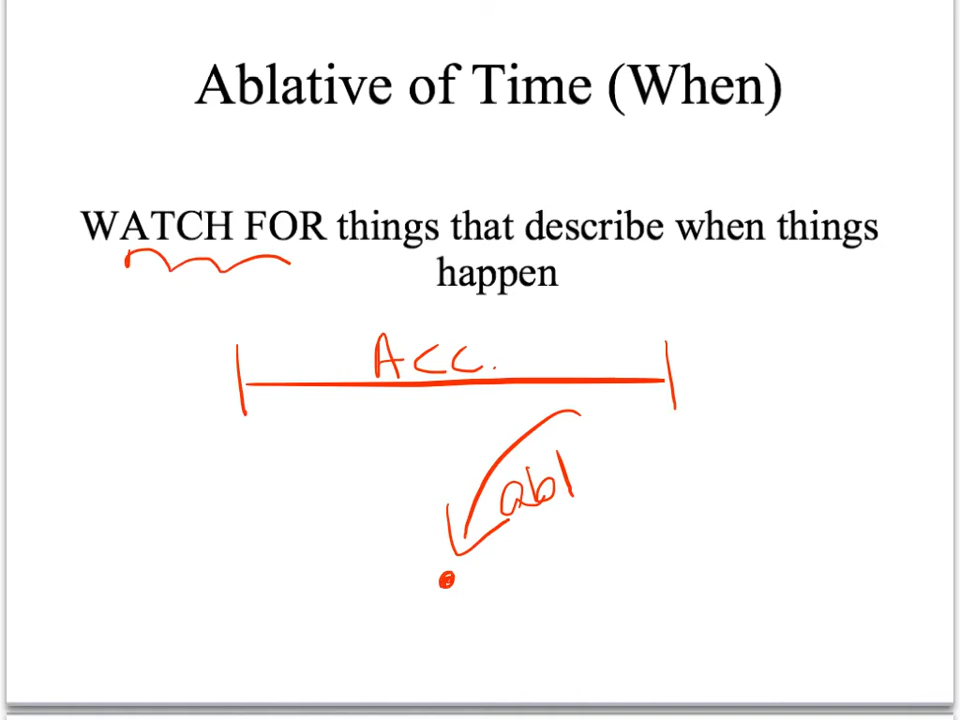 Ablative of Time (When)
WATCH FOR things that describe when things
happen
Acc.
abl